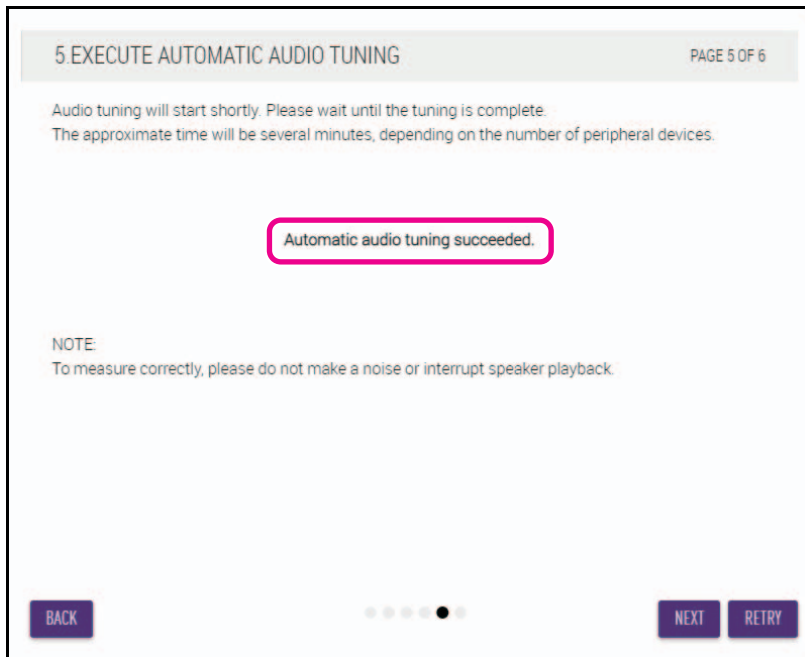 5.EXECUTE AUTOMATIC AUDIO TUNING PAGE 5 OF 6
Audio tuning will start shortly. Please wait until the tuning is complete.
The approximate time will be several minutes, depending on the number of peripheral devices.
Automatic audio tuning succeeded.
NOTE:
To measure correctly, please do not make a noise or interrupt speaker playback.
BACK NEXT RETRY